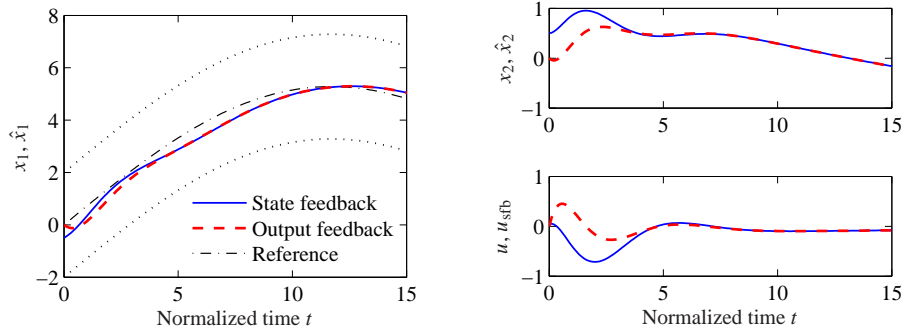 8
6
4
2
0
−2
x₁, x̂₁
State feedback
Output feedback
Reference
0 5 10 15
Normalized time t
1
0
−1
x₂, x̂₂
0 5 10 15
1
0
−1
u, u_sfb
0 5 10 15
Normalized time t